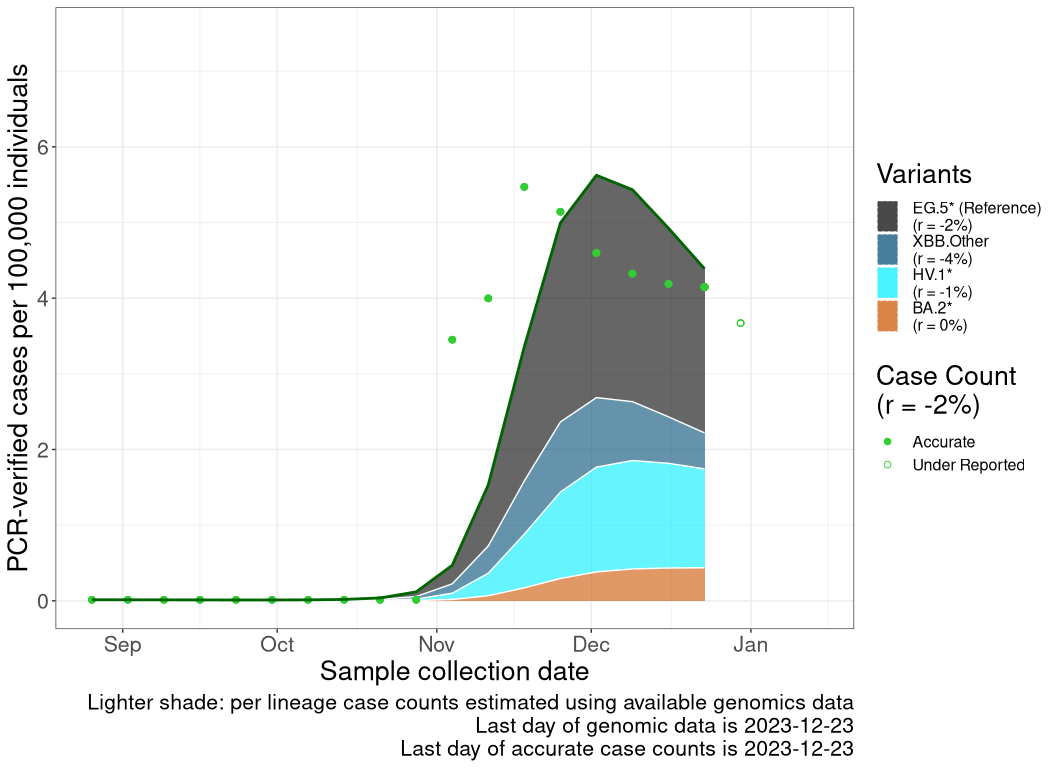 PCR-verified cases per 100,000 individuals
6
4
2
0
Sep
Oct
Nov
Dec
Jan
Sample collection date
Lighter shade: per lineage case counts estimated using available genomics data
Last day of genomic data is 2023-12-23
Last day of accurate case counts is 2023-12-23
Variants
EG.5* (Reference)
(r = -2%)
XBB.Other
(r = -4%)
HV.1*
(r = -1%)
BA.2*
(r = 0%)
Case Count
(r = -2%)
Accurate
Under Reported